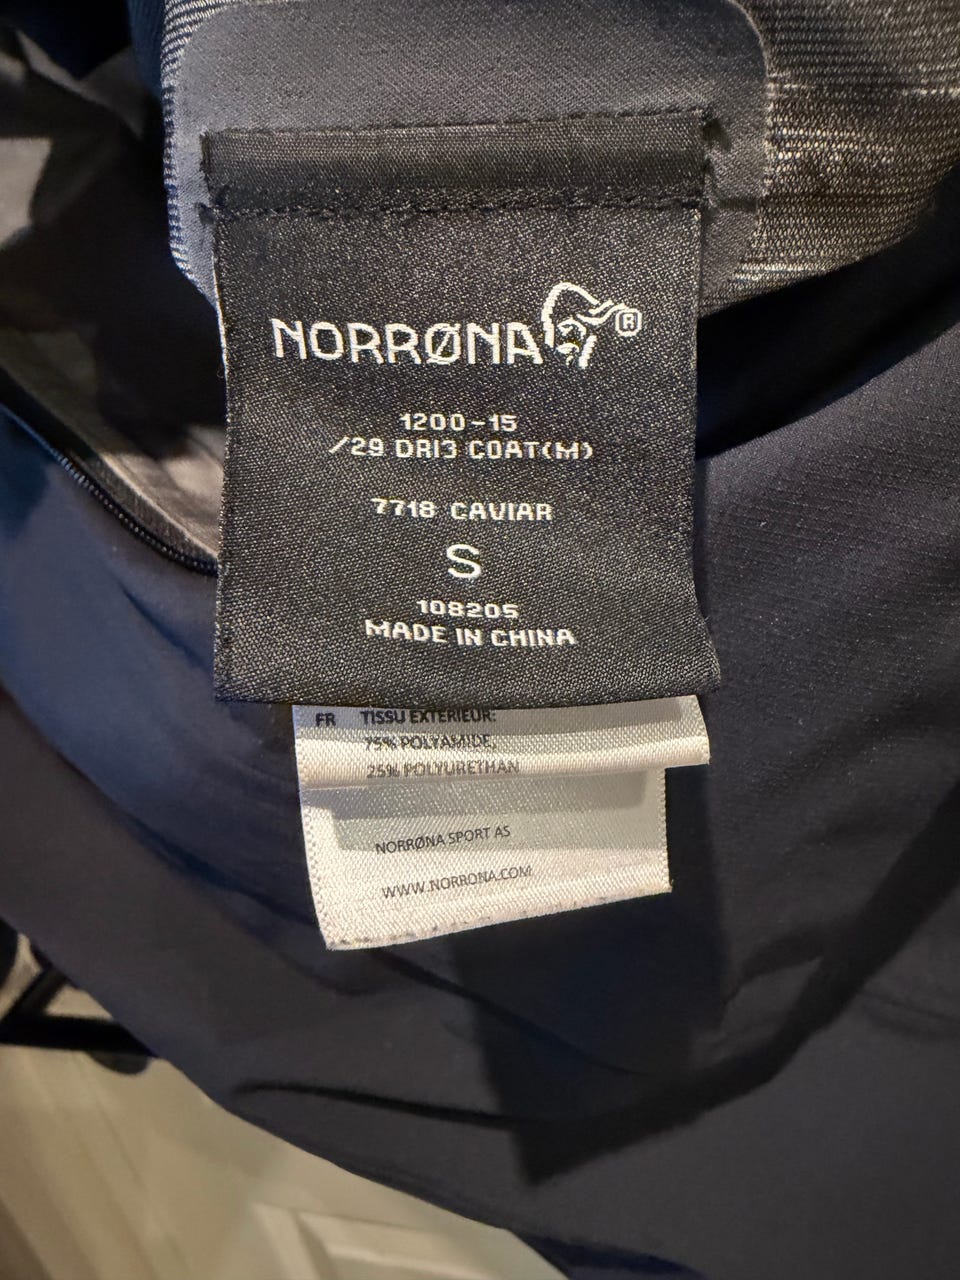 NORRØNA®
1200-15
/29 DRI3 COAT(M)
7718 CAVIAR
S
108205
MADE IN CHINA
FR TISSU EXTERIEUR:
75% POLYAMIDE,
25% POLYURETHAN
NORRØNA SPORT AS
WWW.NORRONA.COM